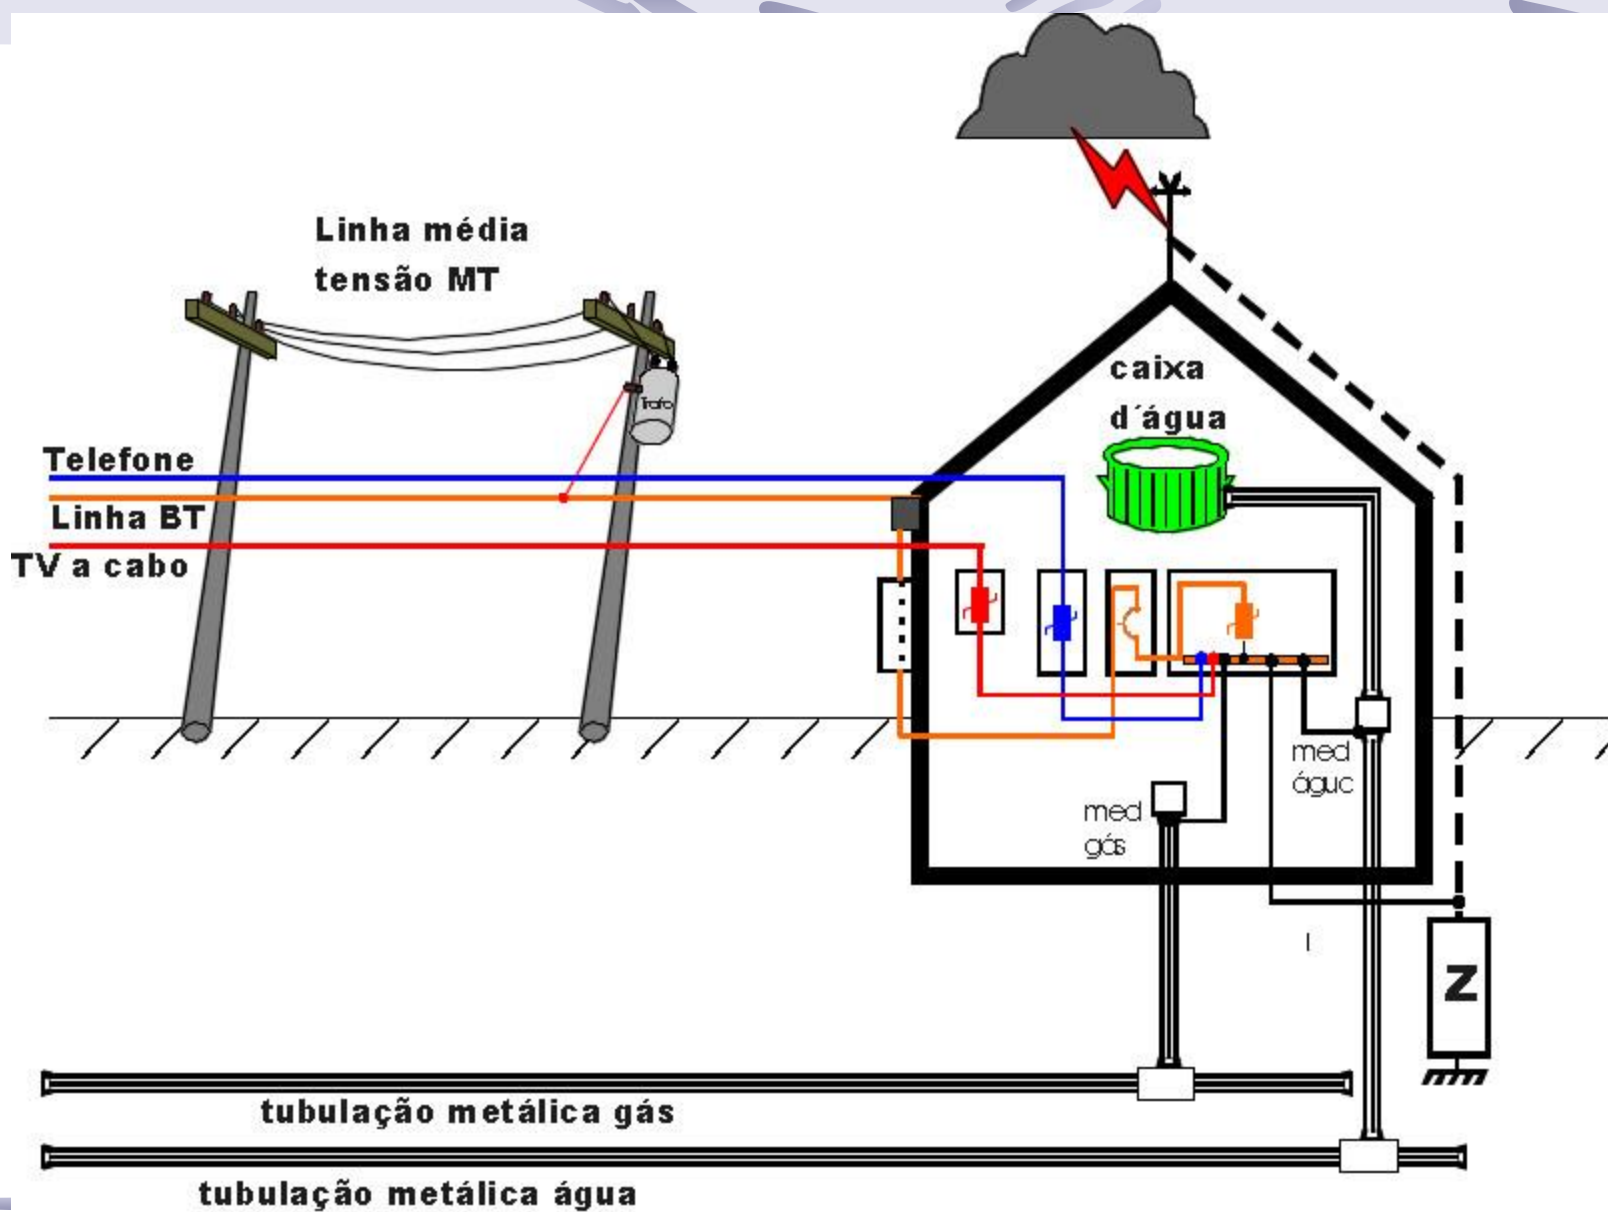 Linha média
tensão MT
Trafo
Telefone
Linha BT
TV a cabo
caixa
d´água
med
águc
med
gás
I
Z
tubulação metálica gás
tubulação metálica água